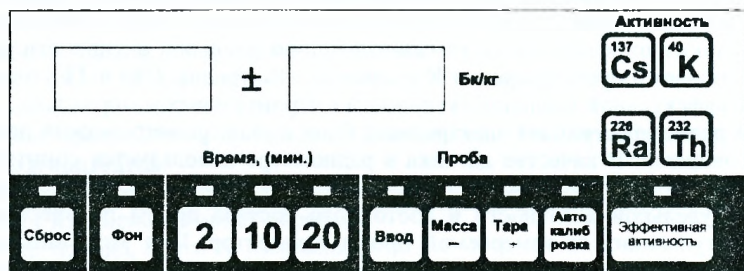 Активность
137 Cs 40 K
± Бк/кг
226 Ra 232 Th
Время, (мин.) Проба
Сброс Фон 2 10 20 Ввод Масса – Тара + Авто калиб ровка Эффективная активность